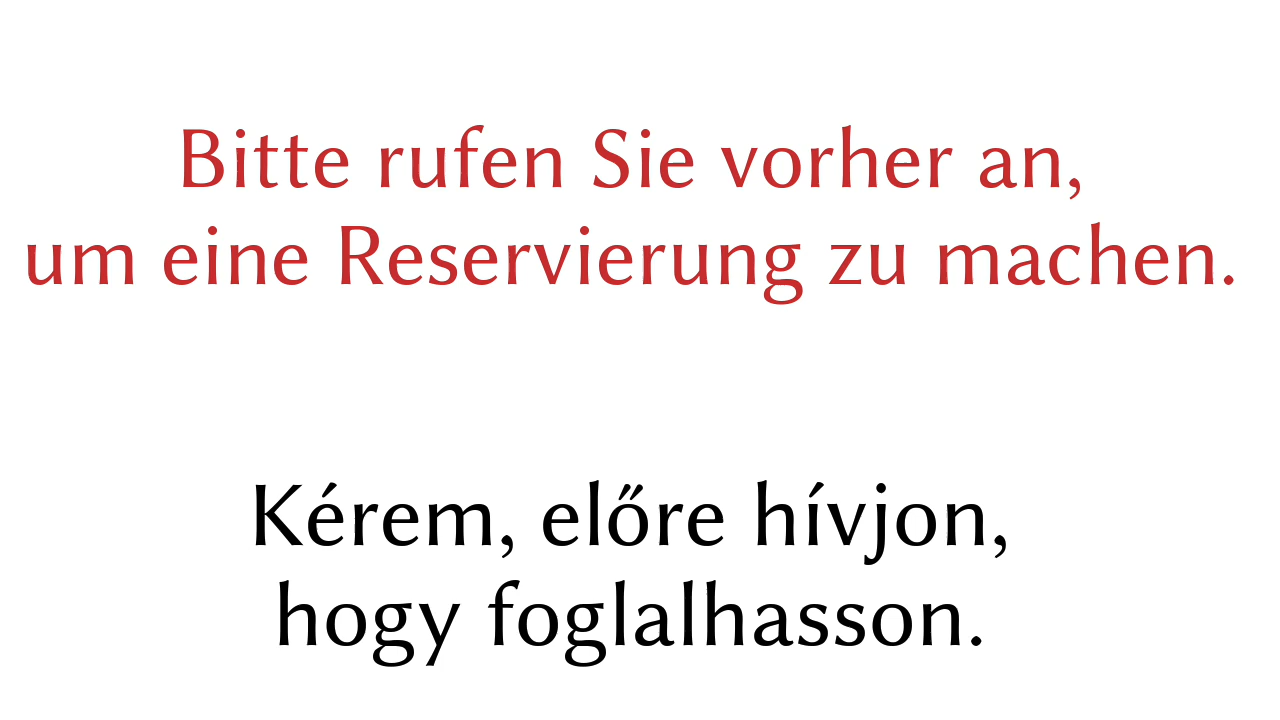 Bitte rufen Sie vorher an,
um eine Reservierung zu machen.
Kérem, előre hívjon,
hogy foglalhasson.